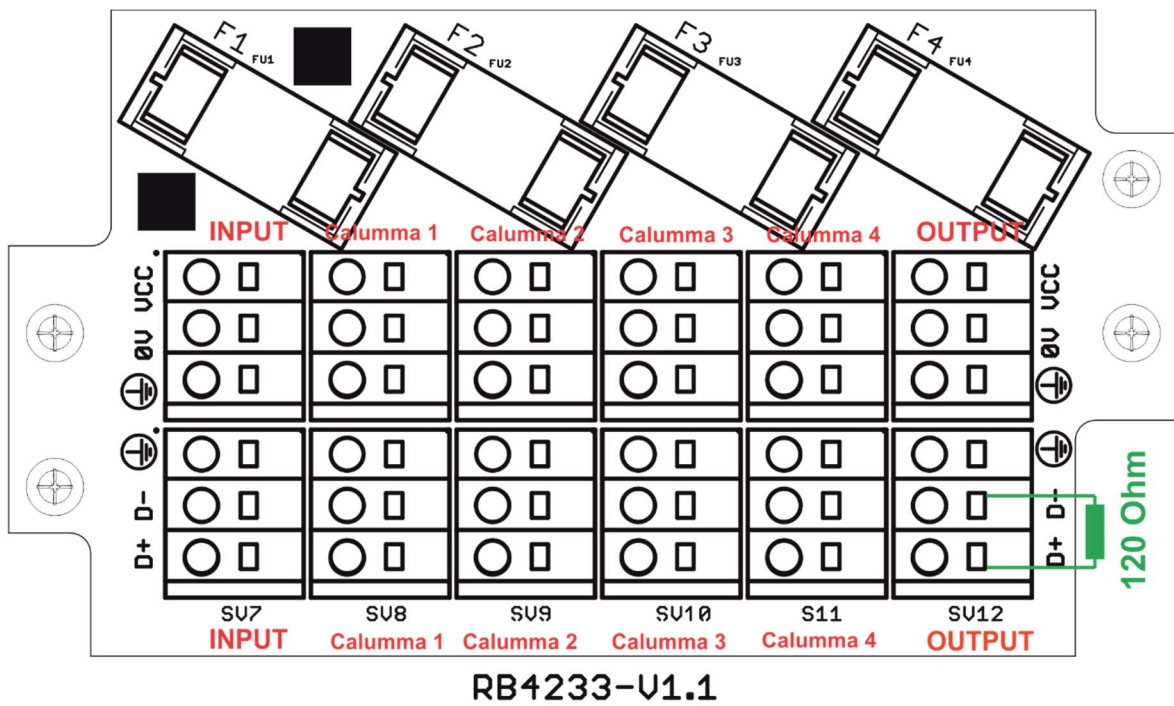 F1 FU1 F2 FU2 F3 FU3 F4 FU4
INPUT Calumma 1 Calumma 2 Calumma 3 Calumma 4 OUTPUT
0V VCC
0V VCC
D+ D-
D+ D-
120 Ohm
SV7 SV8 SV9 SV10 S11 SV12
INPUT Calumma 1 Calumma 2 Calumma 3 Calumma 4 OUTPUT
RB4233-V1.1